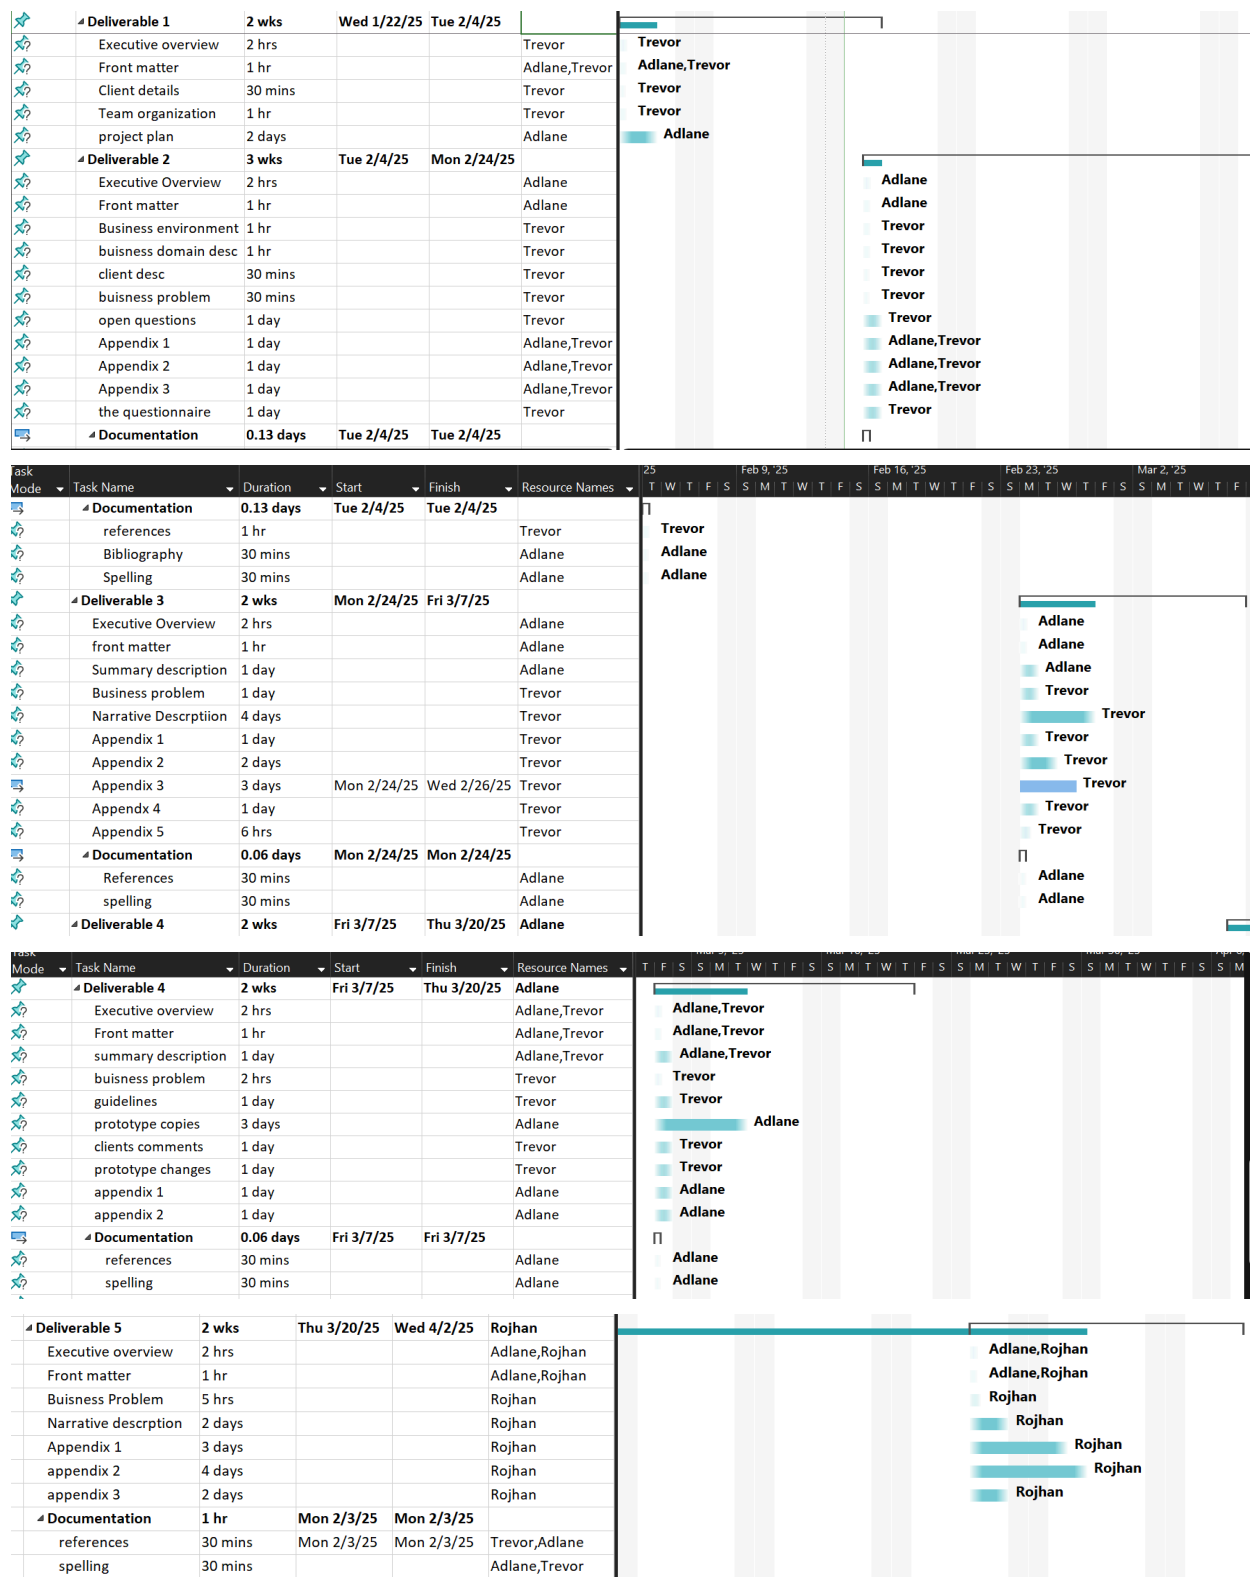 Deliverable 1 2 wks Wed 1/22/25 Tue 2/4/25
Executive overview 2 hrs Trevor Trevor
Front matter 1 hr Adlane,Trevor Adlane,Trevor
Client details 30 mins Trevor Trevor
Team organization 1 hr Trevor Trevor
project plan 2 days Adlane Adlane
Deliverable 2 3 wks Tue 2/4/25 Mon 2/24/25
Executive Overview 2 hrs Adlane Adlane
Front matter 1 hr Adlane Adlane
Business environment 1 hr Trevor Trevor
buisness domain desc 1 hr Trevor Trevor
client desc 30 mins Trevor Trevor
buisness problem 30 mins Trevor Trevor
open questions 1 day Trevor Trevor
Appendix 1 1 day Adlane,Trevor Adlane,Trevor
Appendix 2 1 day Adlane,Trevor Adlane,Trevor
Appendix 3 1 day Adlane,Trevor Adlane,Trevor
the questionnaire 1 day Trevor Trevor
Documentation 0.13 days Tue 2/4/25 Tue 2/4/25
Task 25 Feb 9, '25 Feb 16, '25 Feb 23, '25 Mar 2, '25
Mode Task Name Duration Start Finish Resource Names T W T F S S M T W T F S S M T W T F S S M T W T F S S M T W T F
Documentation 0.13 days Tue 2/4/25 Tue 2/4/25
references 1 hr Trevor Trevor
Bibliography 30 mins Adlane Adlane
Spelling 30 mins Adlane Adlane
Deliverable 3 2 wks Mon 2/24/25 Fri 3/7/25
Executive Overview 2 hrs Adlane Adlane
front matter 1 hr Adlane Adlane
Summary description 1 day Adlane Adlane
Business problem 1 day Trevor Trevor
Narrative Descrptiion 4 days Trevor Trevor
Appendix 1 1 day Trevor Trevor
Appendix 2 2 days Trevor Trevor
Appendix 3 3 days Mon 2/24/25 Wed 2/26/25 Trevor Trevor
Appendx 4 1 day Trevor Trevor
Appendix 5 6 hrs Trevor Trevor
Documentation 0.06 days Mon 2/24/25 Mon 2/24/25
References 30 mins Adlane Adlane
spelling 30 mins Adlane Adlane
Deliverable 4 2 wks Fri 3/7/25 Thu 3/20/25 Adlane
Mode Task Name Duration Start Finish Resource Names T F S S M T W T F S S M T W T F S S M T W T F S S M T W T F S S M
Deliverable 4 2 wks Fri 3/7/25 Thu 3/20/25 Adlane
Executive overview 2 hrs Adlane,Trevor Adlane,Trevor
Front matter 1 hr Adlane,Trevor Adlane,Trevor
summary description 1 day Adlane,Trevor Adlane,Trevor
buisness problem 2 hrs Trevor Trevor
guidelines 1 day Trevor Trevor
prototype copies 3 days Adlane Adlane
clients comments 1 day Trevor Trevor
prototype changes 1 day Trevor Trevor
appendix 1 1 day Adlane Adlane
appendix 2 1 day Adlane Adlane
Documentation 0.06 days Fri 3/7/25 Fri 3/7/25
references 30 mins Adlane Adlane
spelling 30 mins Adlane Adlane
Deliverable 5 2 wks Thu 3/20/25 Wed 4/2/25 Rojhan
Executive overview 2 hrs Adlane,Rojhan Adlane,Rojhan
Front matter 1 hr Adlane,Rojhan Adlane,Rojhan
Buisness Problem 5 hrs Rojhan Rojhan
Narrative descrption 2 days Rojhan Rojhan
Appendix 1 3 days Rojhan Rojhan
appendix 2 4 days Rojhan Rojhan
appendix 3 2 days Rojhan Rojhan
Documentation 1 hr Mon 2/3/25 Mon 2/3/25
references 30 mins Mon 2/3/25 Mon 2/3/25 Trevor,Adlane
spelling 30 mins Adlane,Trevor